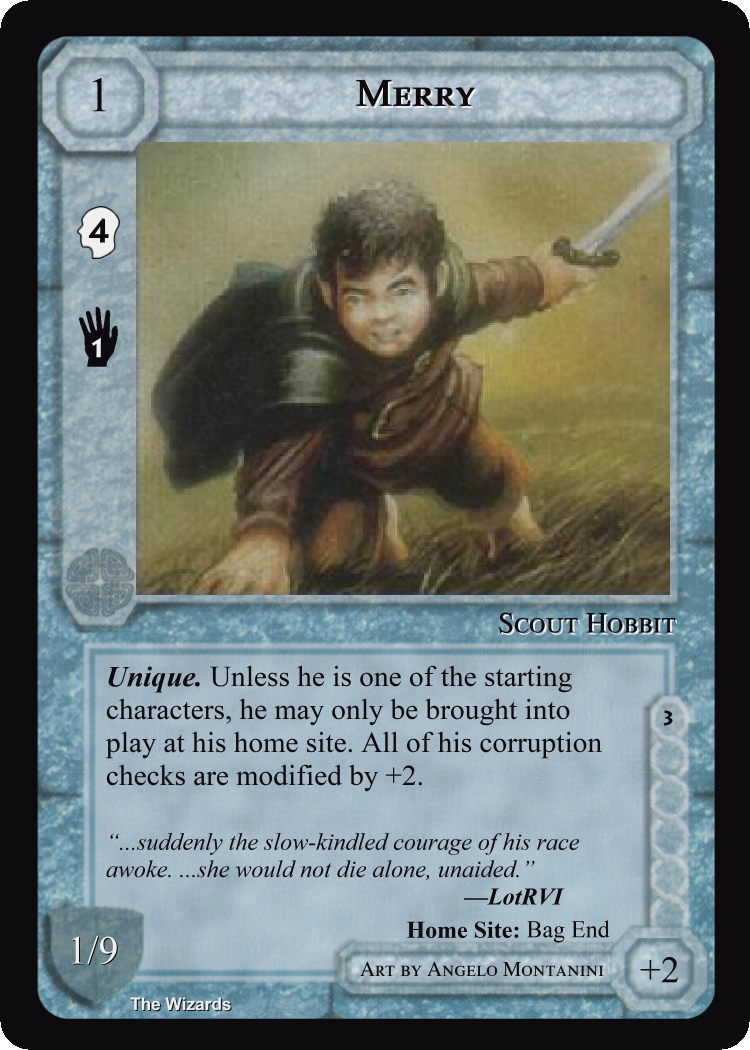 1
MERRY
4
1
SCOUT HOBBIT
Unique. Unless he is one of the starting
characters, he may only be brought into
play at his home site. All of his corruption
checks are modified by +2.
3
“...suddenly the slow-kindled courage of his race
awoke. ...she would not die alone, unaided.”
—LotRVI
Home Site: Bag End
1/9
ART BY ANGELO MONTANINI
+2
The Wizards